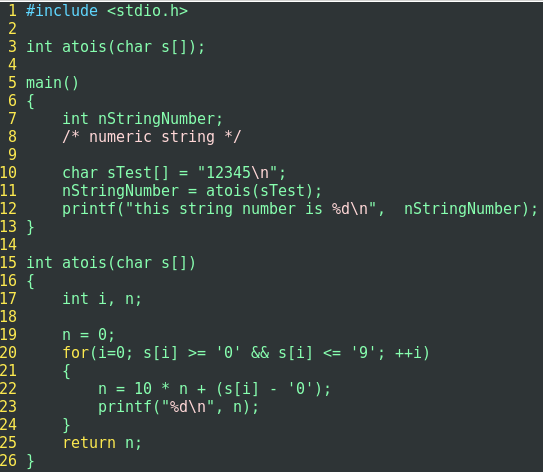 1 #include <stdio.h>
2
3 int atois(char s[]);
4
5 main()
6 {
7     int nStringNumber;
8     /* numeric string */
9
10     char sTest[] = "12345\n";
11     nStringNumber = atois(sTest);
12     printf("this string number is %d\n",  nStringNumber);
13 }
14
15 int atois(char s[])
16 {
17     int i, n;
18
19     n = 0;
20     for(i=0; s[i] >= '0' && s[i] <= '9'; ++i)
21     {
22         n = 10 * n + (s[i] - '0');
23         printf("%d\n", n);
24     }
25     return n;
26 }